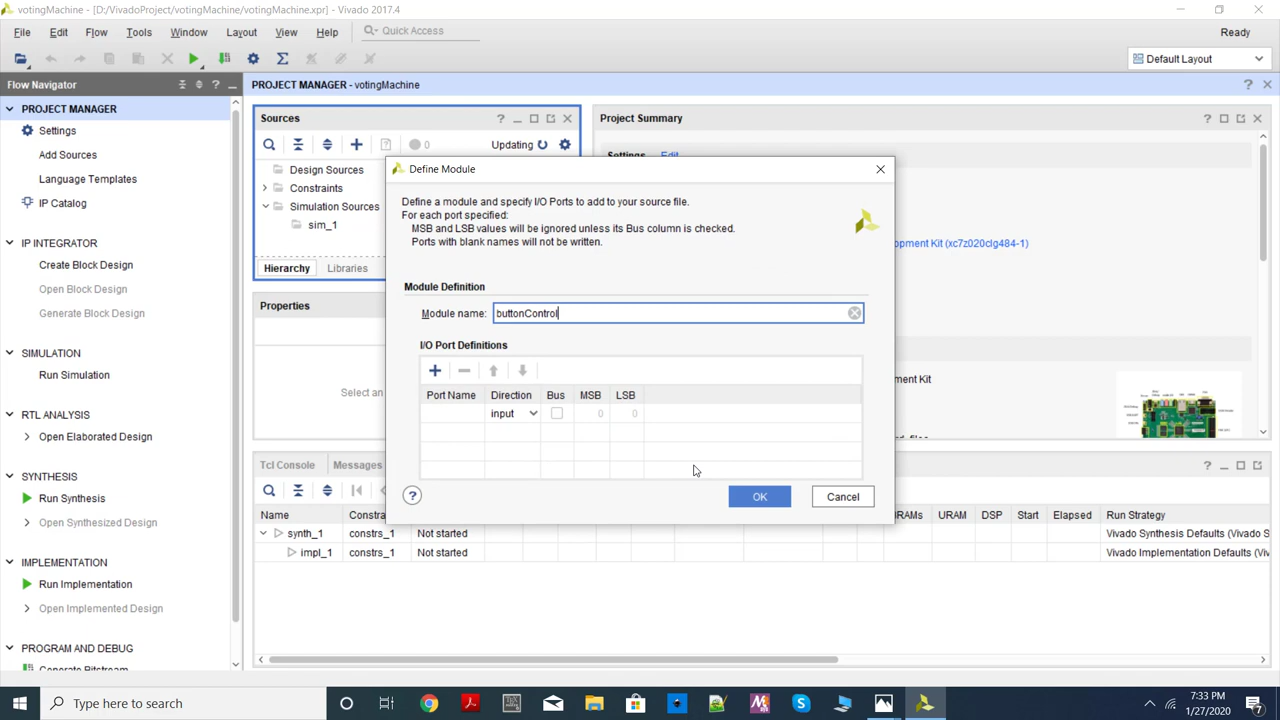 votingMachine - [D:/VivadoProject/votingMachine/votingMachine.xpr] - Vivado 2017.4
File Edit Flow Tools Window Layout View Help Quick Access Ready
Default Layout
Flow Navigator
PROJECT MANAGER - votingMachine
PROJECT MANAGER
Settings
Add Sources
Language Templates
IP Catalog
IP INTEGRATOR
Create Block Design
Open Block Design
Generate Block Design
SIMULATION
Run Simulation
RTL ANALYSIS
Open Elaborated Design
SYNTHESIS
Run Synthesis
Open Synthesized Design
IMPLEMENTATION
Run Implementation
Open Implemented Design
PROGRAM AND DEBUG
Generate Bitstream
Sources
0 Updating
Design Sources
Constraints
Simulation Sources
sim_1
Hierarchy Libraries
Properties
Select an
Project Summary
Settings Edit
Define Module
Define a module and specify I/O Ports to add to your source file.
For each port specified:
MSB and LSB values will be ignored unless its Bus column is checked.
Ports with blank names will not be written.
Module Definition
Module name: buttonControl
I/O Port Definitions
Port Name Direction Bus MSB LSB
input 0 0
OK Cancel
Tcl Console Messages
Name Constra URAM DSP Start Elapsed Run Strategy
synth_1 constrs_1 Not started Vivado Synthesis Defaults (Vivado S
impl_1 constrs_1 Not started Vivado Implementation Defaults (Viva
Type here to search
7:33 PM
1/27/2020